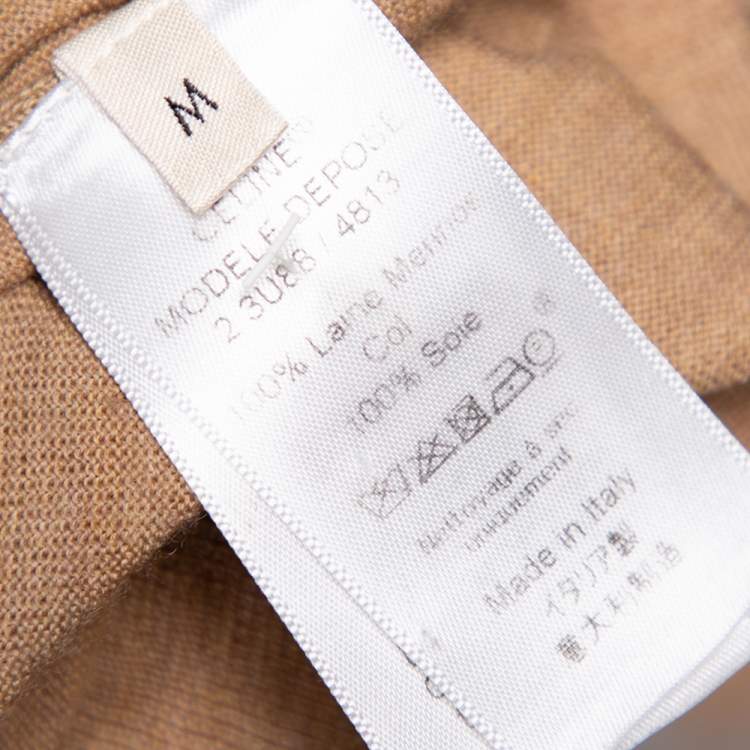 M
CELINE
MODELE DEPOSE
2 3U88 / 4813
100% Laine Merinos
Col
100% Soie
Nettoyage à sec
uniquement
Made in Italy
イタリア製
意大利制造